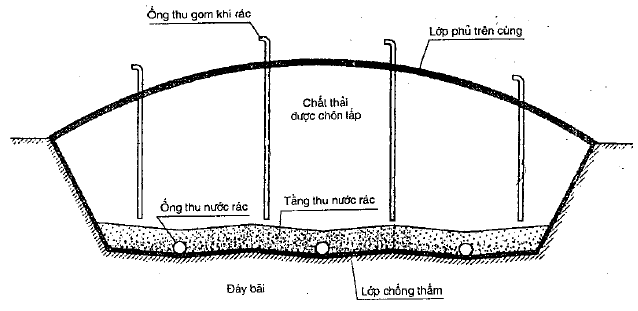 Ống thu gom khí rác
Lớp phủ trên cùng
Chất thải
được chôn lấp
Ống thu nước rác
Tầng thu nước rác
Lớp chống thấm
Đáy bãi